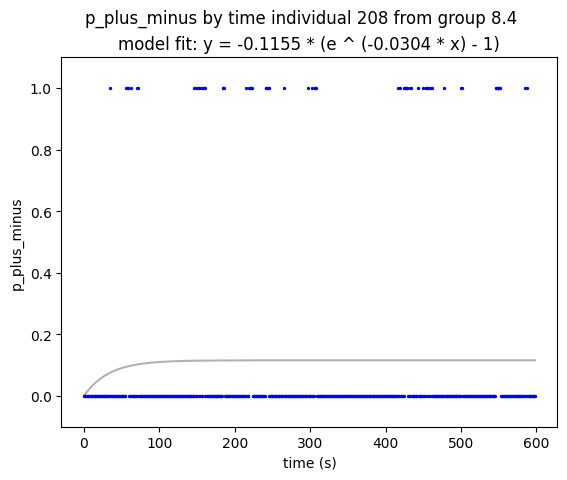 p_plus_minus by time individual 208 from group 8.4
model fit: y = -0.1155 * (e ^ (-0.0304 * x) - 1)
1.0
0.8
0.6
0.4
0.2
0.0
p_plus_minus
0 100 200 300 400 500 600
time (s)